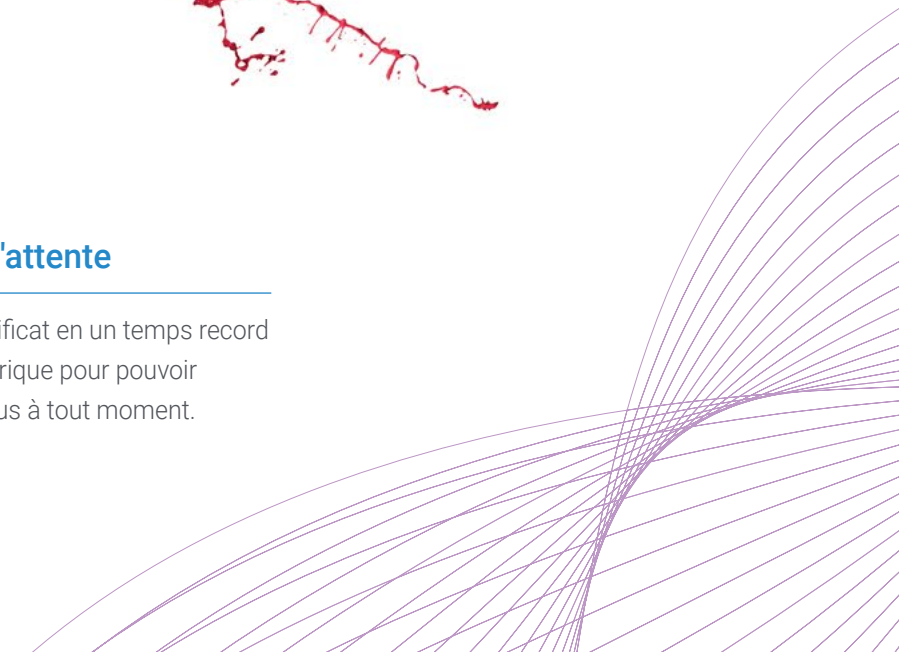 'attente
ificat en un temps record
rique pour pouvoir
us à tout moment.